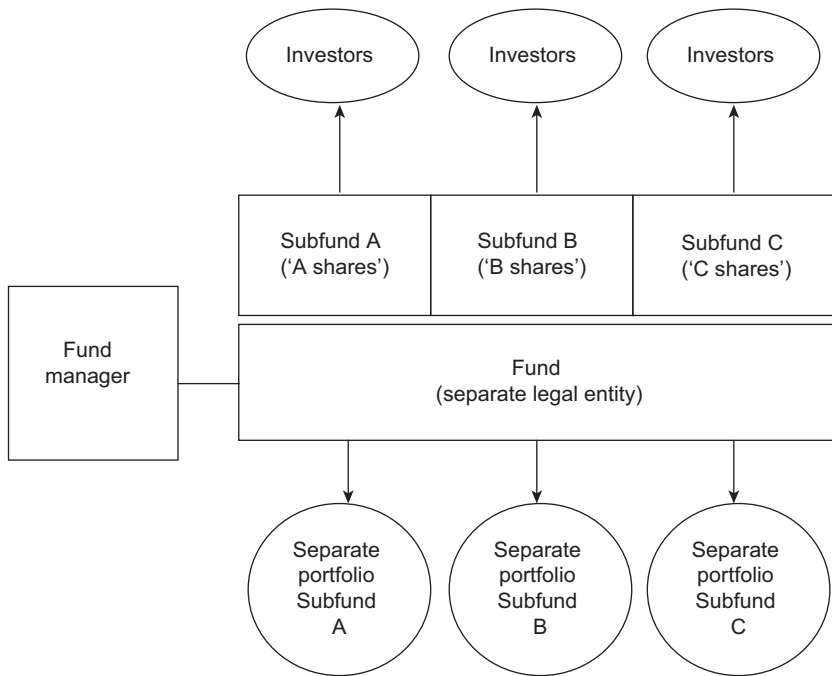 Investors
Investors
Investors
Subfund A
(‘A shares’)
Subfund B
(‘B shares’)
Subfund C
(‘C shares’)
Fund
manager
Fund
(separate legal entity)
Separate
portfolio
Subfund
A
Separate
portfolio
Subfund
B
Separate
portfolio
Subfund
C